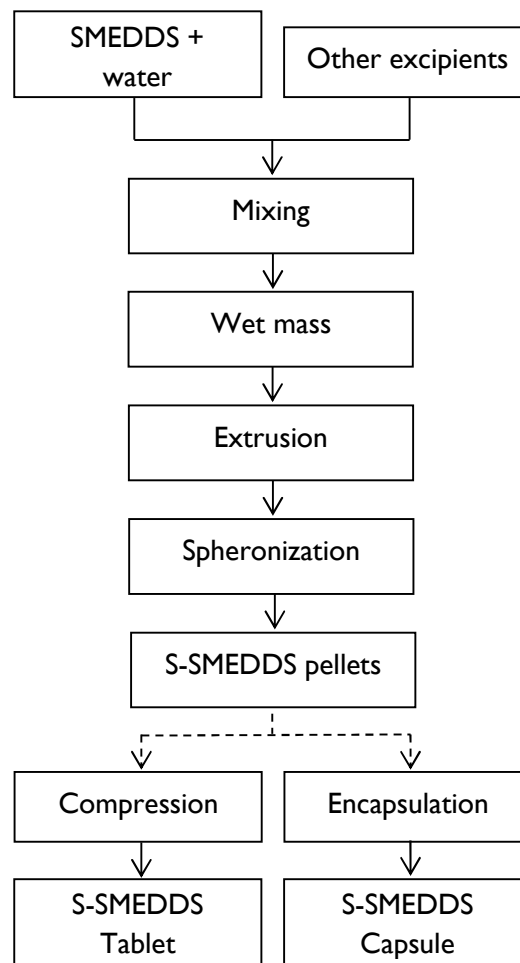 SMEDDS +
water
Other excipients
Mixing
Wet mass
Extrusion
Spheronization
S-SMEDDS pellets
Compression
Encapsulation
S-SMEDDS
Tablet
S-SMEDDS
Capsule